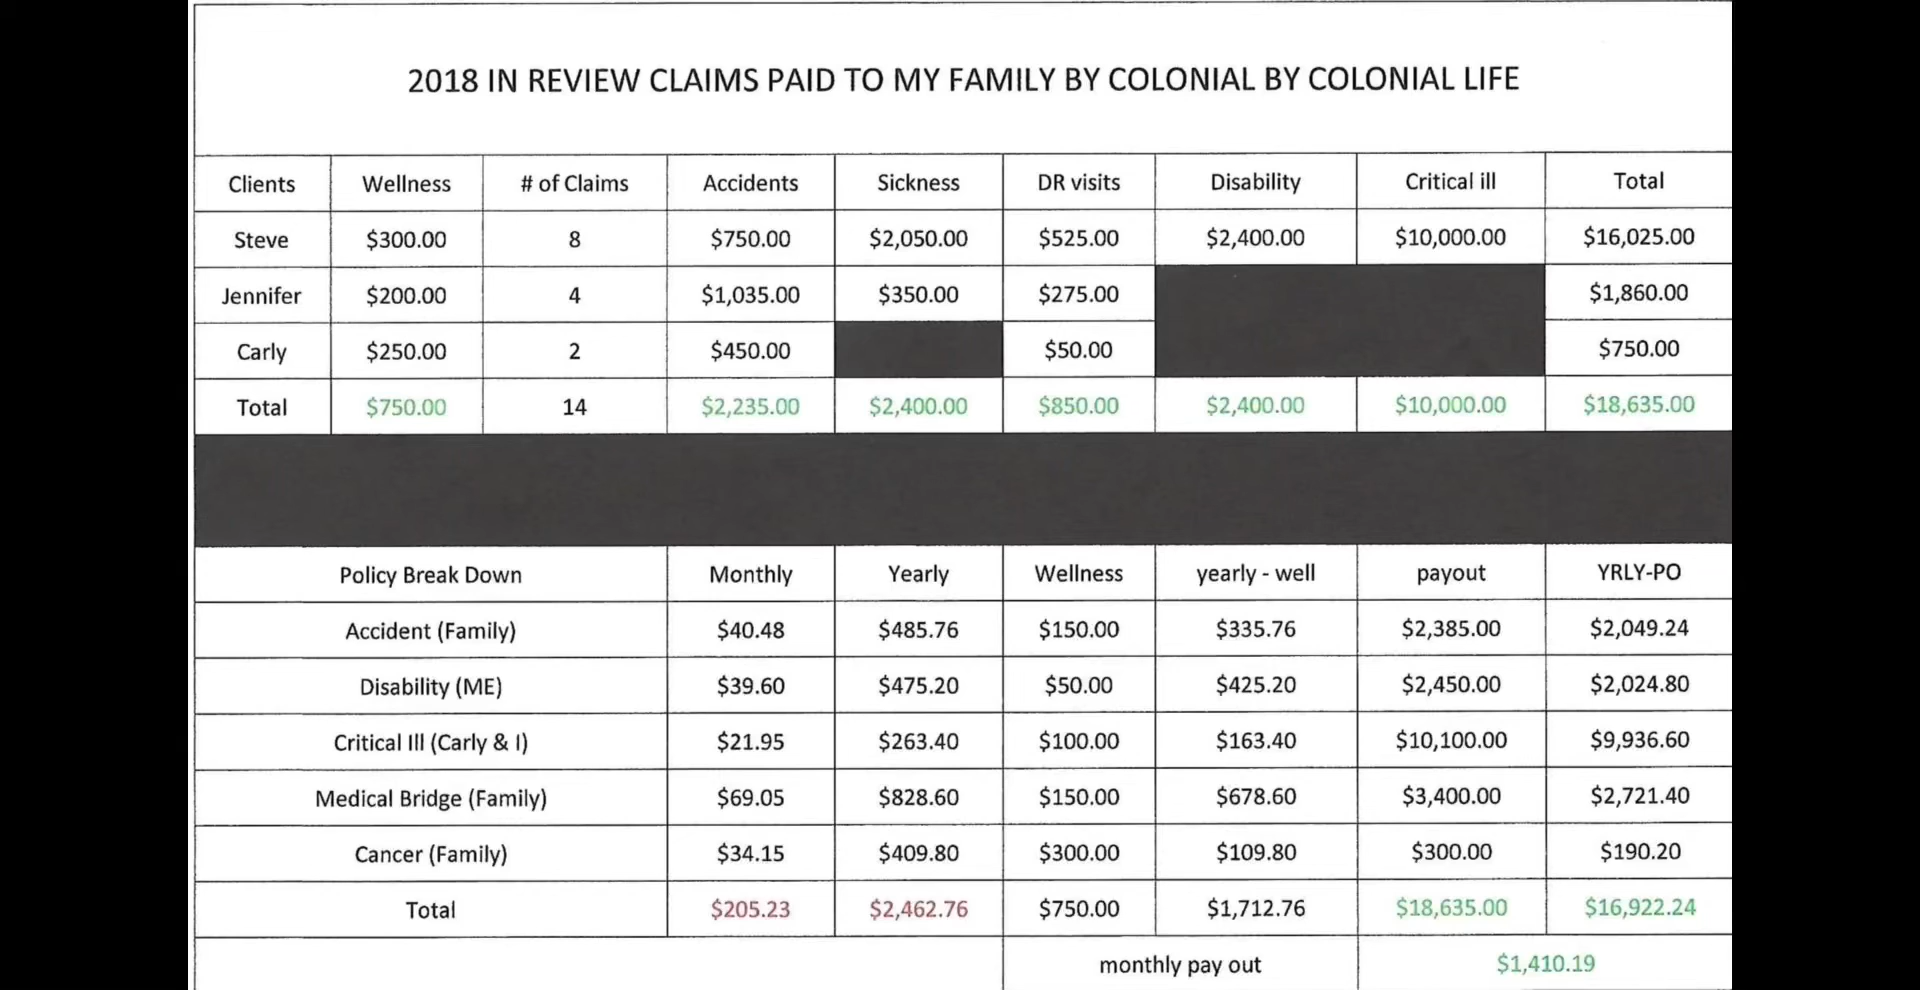 2018 IN REVIEW CLAIMS PAID TO MY FAMILY BY COLONIAL BY COLONIAL LIFE
Clients Wellness # of Claims Accidents Sickness DR visits Disability Critical ill Total
Steve $300.00 8 $750.00 $2,050.00 $525.00 $2,400.00 $10,000.00 $16,025.00
Jennifer $200.00 4 $1,035.00 $350.00 $275.00 $1,860.00
Carly $250.00 2 $450.00 $50.00 $750.00
Total $750.00 14 $2,235.00 $2,400.00 $850.00 $2,400.00 $10,000.00 $18,635.00
Policy Break Down Monthly Yearly Wellness yearly - well payout YRLY-PO
Accident (Family) $40.48 $485.76 $150.00 $335.76 $2,385.00 $2,049.24
Disability (ME) $39.60 $475.20 $50.00 $425.20 $2,450.00 $2,024.80
Critical Ill (Carly & I) $21.95 $263.40 $100.00 $163.40 $10,100.00 $9,936.60
Medical Bridge (Family) $69.05 $828.60 $150.00 $678.60 $3,400.00 $2,721.40
Cancer (Family) $34.15 $409.80 $300.00 $109.80 $300.00 $190.20
Total $205.23 $2,462.76 $750.00 $1,712.76 $18,635.00 $16,922.24
monthly pay out $1,410.19